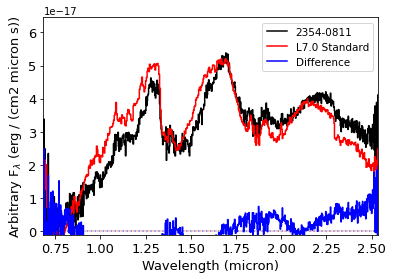 1e−17
6
5
4
3
2
1
0
Arbitrary Fλ (erg / (cm2 micron s))
2354-0811
L7.0 Standard
Difference
0.75 1.00 1.25 1.50 1.75 2.00 2.25 2.50
Wavelength (micron)